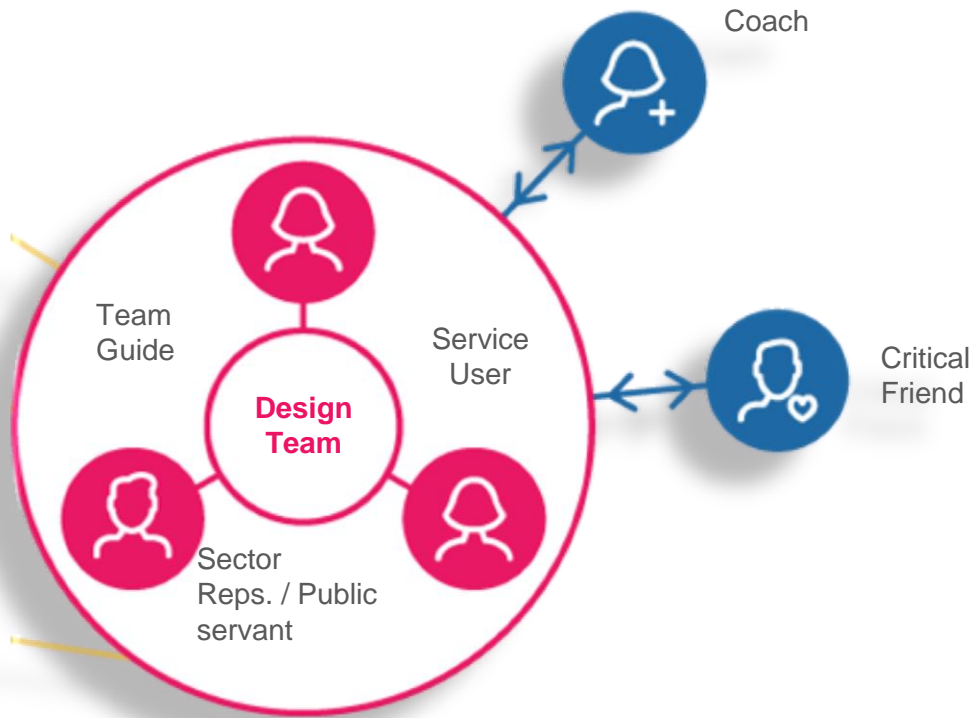 Coach
Team
Guide
Service
User
Critical
Friend
Design
Team
Sector
Reps. / Public
servant